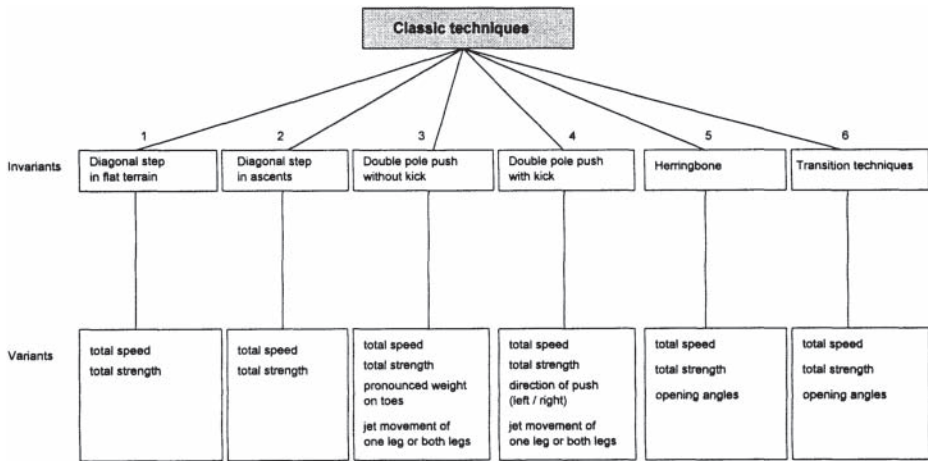 Classic techniques
1 2 3 4 5 6
Invariants
Diagonal step
in flat terrain
Diagonal step
in ascents
Double pole push
without kick
Double pole push
with kick
Herringbone
Transition techniques
Variants
total speed
total strength
total speed
total strength
total speed
total strength
pronounced weight
on toes
jet movement of
one leg or both legs
total speed
total strength
direction of push
(left / right)
jet movement of
one leg or both legs
total speed
total strength
opening angles
total speed
total strength
opening angles